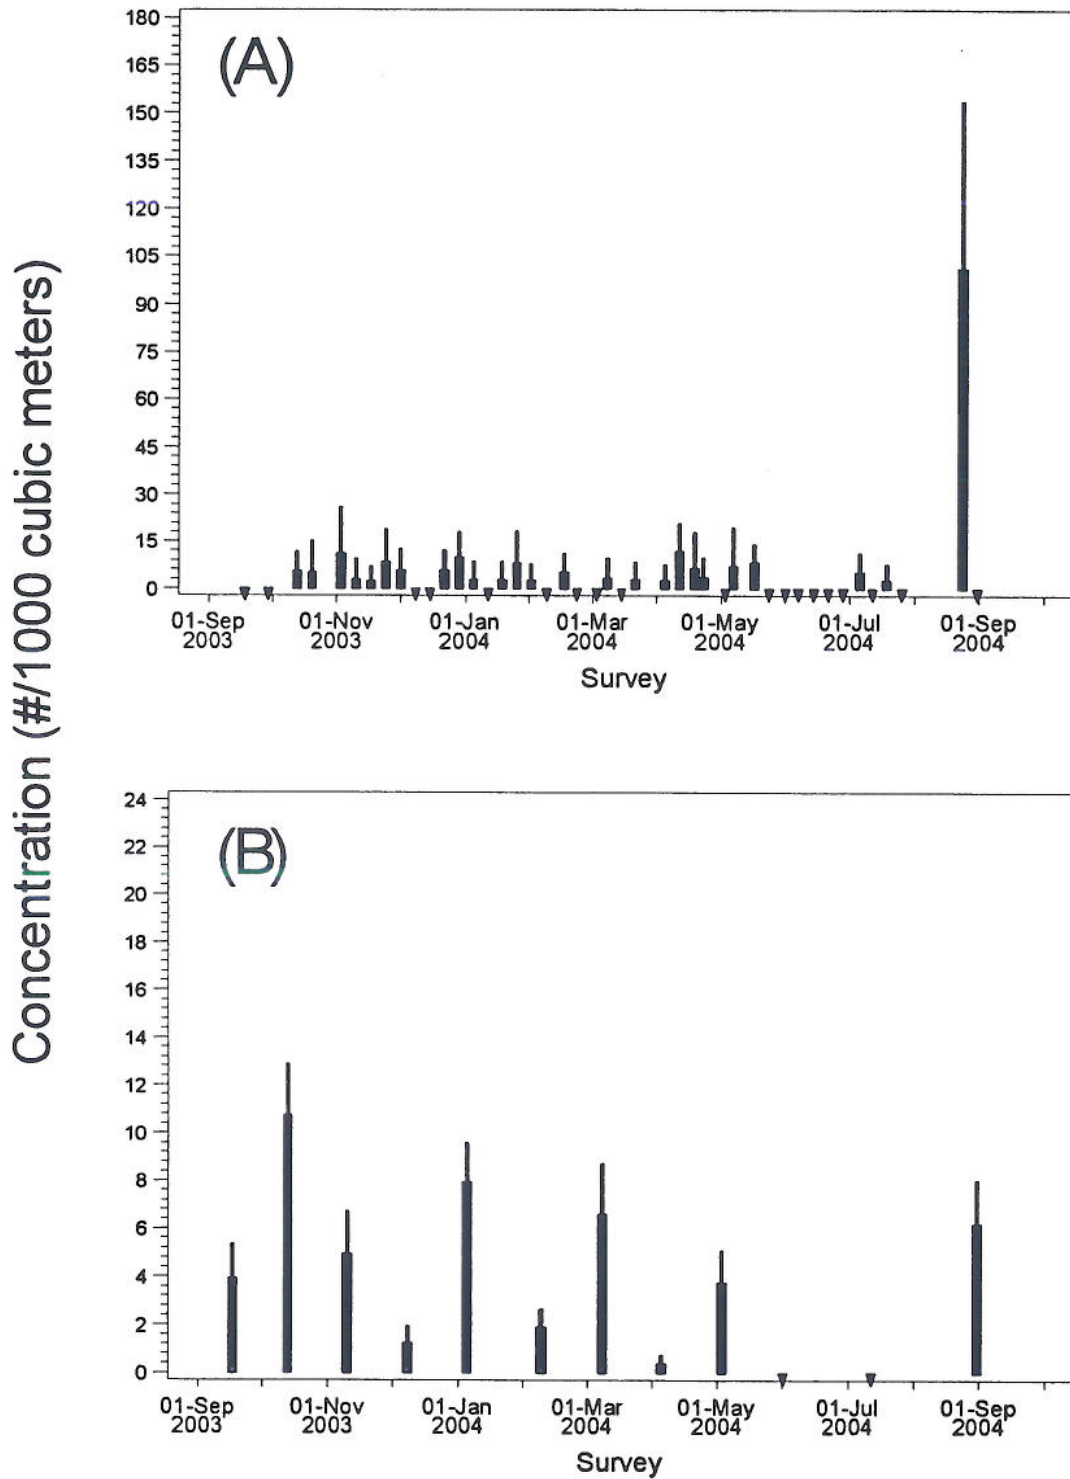 Concentration (#/1000 cubic meters)
(A)
180
165
150
135
120
105
90
75
60
45
30
15
0
01-Sep 01-Nov 01-Jan 01-Mar 01-May 01-Jul 01-Sep
2003 2003 2004 2004 2004 2004 2004
Survey
(B)
24
22
20
18
16
14
12
10
8
6
4
2
0
01-Sep 01-Nov 01-Jan 01-Mar 01-May 01-Jul 01-Sep
2003 2003 2004 2004 2004 2004 2004
Survey